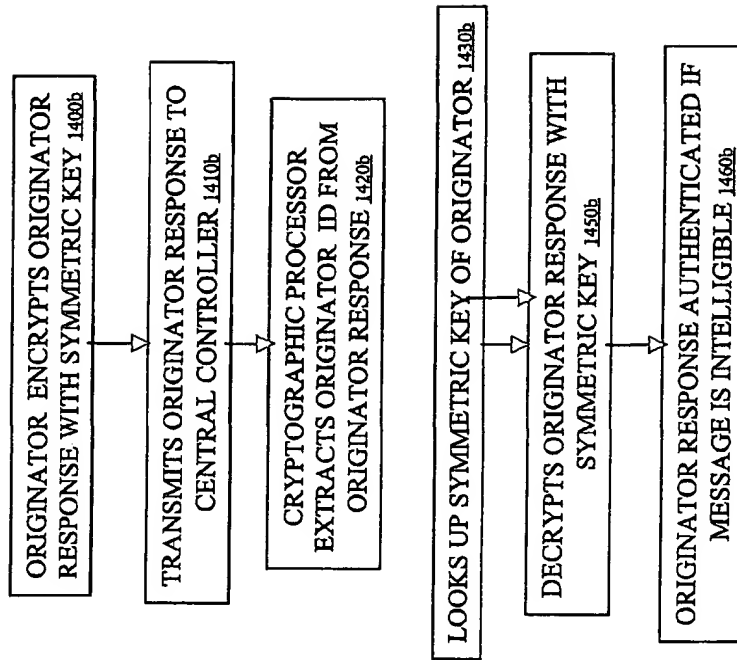 ORIGINATOR ENCRYPTS ORIGINATOR
RESPONSE WITH SYMMETRIC KEY 1400b
TRANSMITS ORIGINATOR RESPONSE TO
CENTRAL CONTROLLER 1410b
CRYPTOGRAPHIC PROCESSOR
EXTRACTS ORIGINATOR ID FROM
ORIGINATOR RESPONSE 1420b
LOOKS UP SYMMETRIC KEY OF ORIGINATOR 1430b
DECRYPTS ORIGINATOR RESPONSE WITH
SYMMETRIC KEY 1450b
ORIGINATOR RESPONSE AUTHENTICATED IF
MESSAGE IS INTELLIGIBLE 1460b